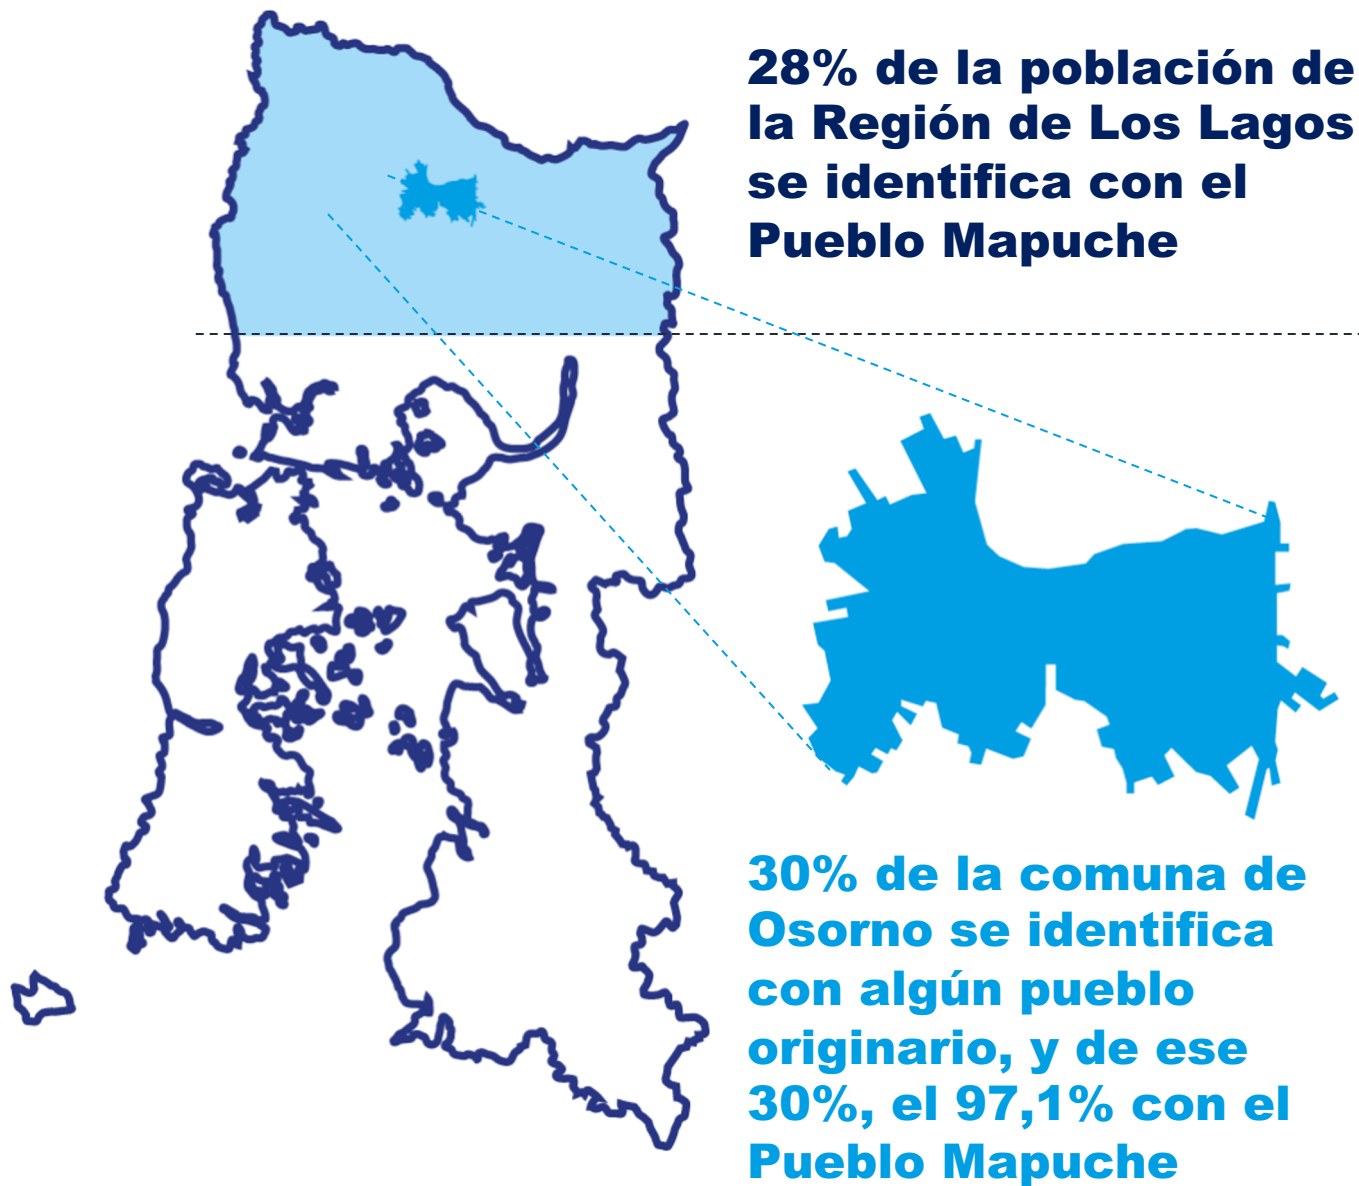 28% de la población de
la Región de Los Lagos
se identifica con el
Pueblo Mapuche
30% de la comuna de
Osorno se identifica
con algún pueblo
originario, y de ese
30%, el 97,1% con el
Pueblo Mapuche